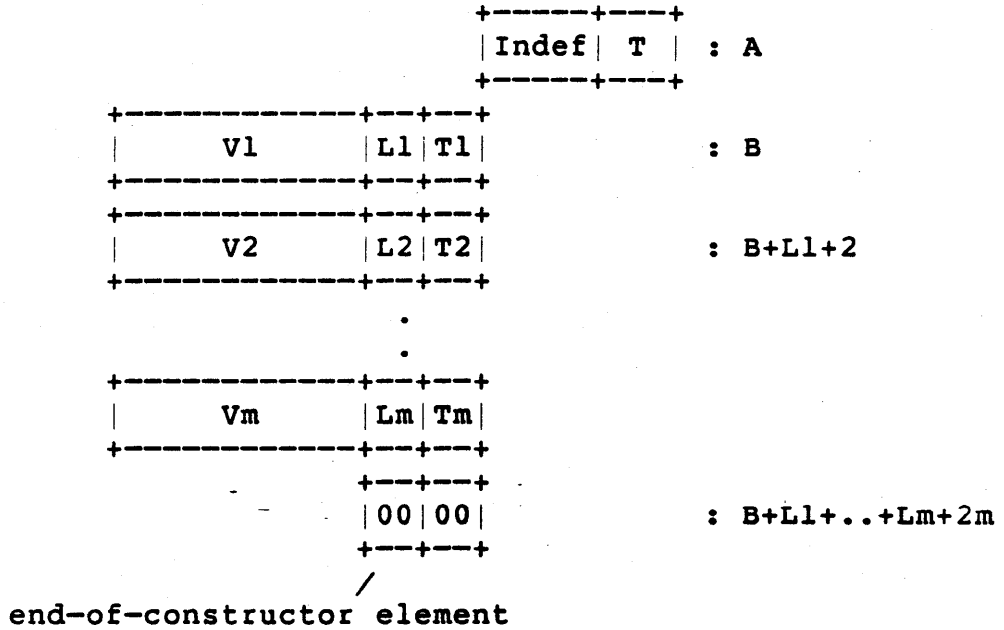 |Indef| T | : A
| V1 |L1|T1| : B
| V2 |L2|T2| : B+L1+2
.
.
| Vm |Lm|Tm|
|00|00| : B+L1+..+Lm+2m
/
end-of-constructor element